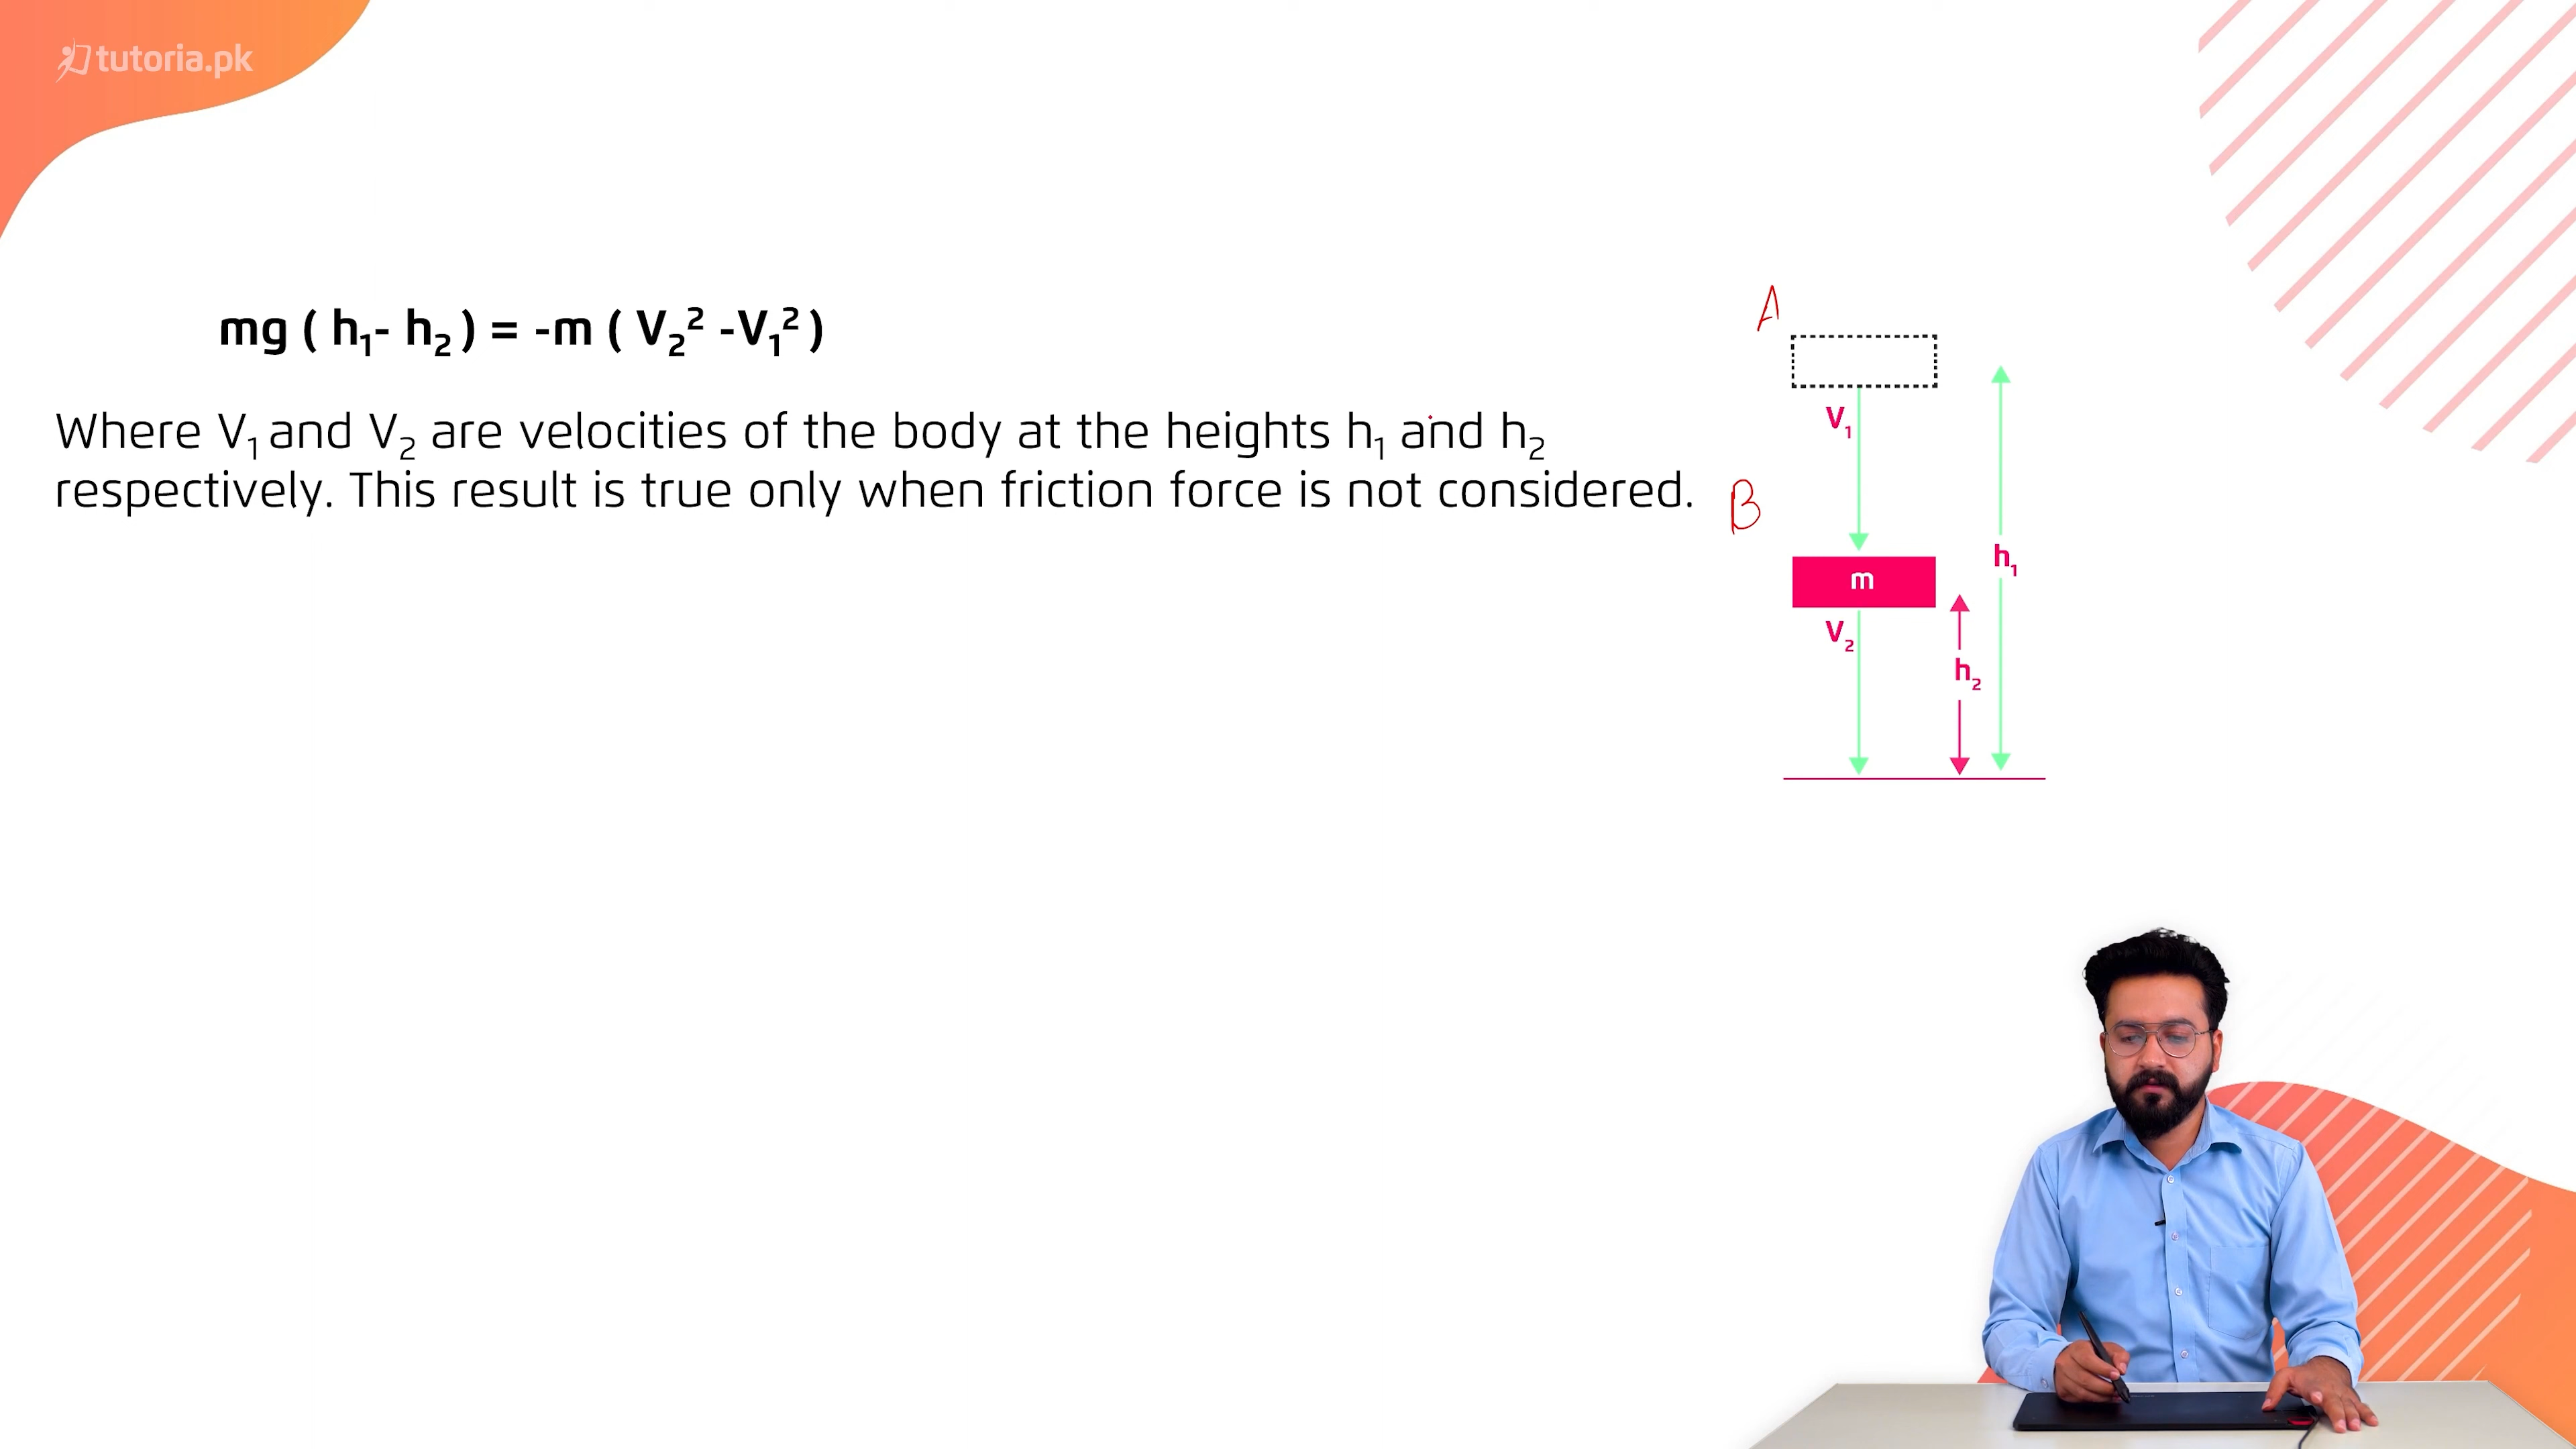 tutoria.pk
mg ( h₁- h₂ ) = -m ( V₂² -V₁² )
Where V₁ and V₂ are velocities of the body at the heights h₁ and h₂
respectively. This result is true only when friction force is not considered.
A
V₁
B
h₁
m
V₂
h₂